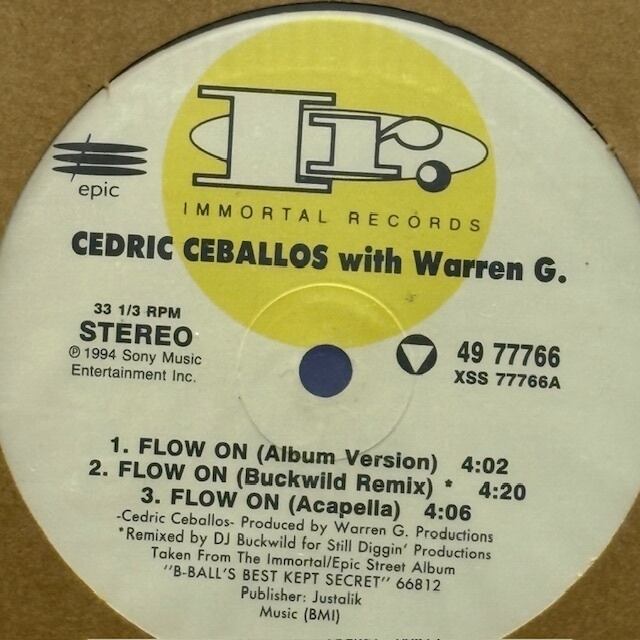 epic
IMMORTAL RECORDS
CEDRIC CEBALLOS with Warren G.
33 1/3 RPM
STEREO
℗ 1994 Sony Music
Entertainment Inc.
49 77766
XSS 77766A
1. FLOW ON (Album Version) 4:02
2. FLOW ON (Buckwild Remix) * 4:20
3. FLOW ON (Acapella) 4:06
-Cedric Ceballos- Produced by Warren G. Productions
*Remixed by DJ Buckwild for Still Diggin' Productions
Taken From The Immortal/Epic Street Album
"B-BALL'S BEST KEPT SECRET" 66812
Publisher: Justalik
Music (BMI)